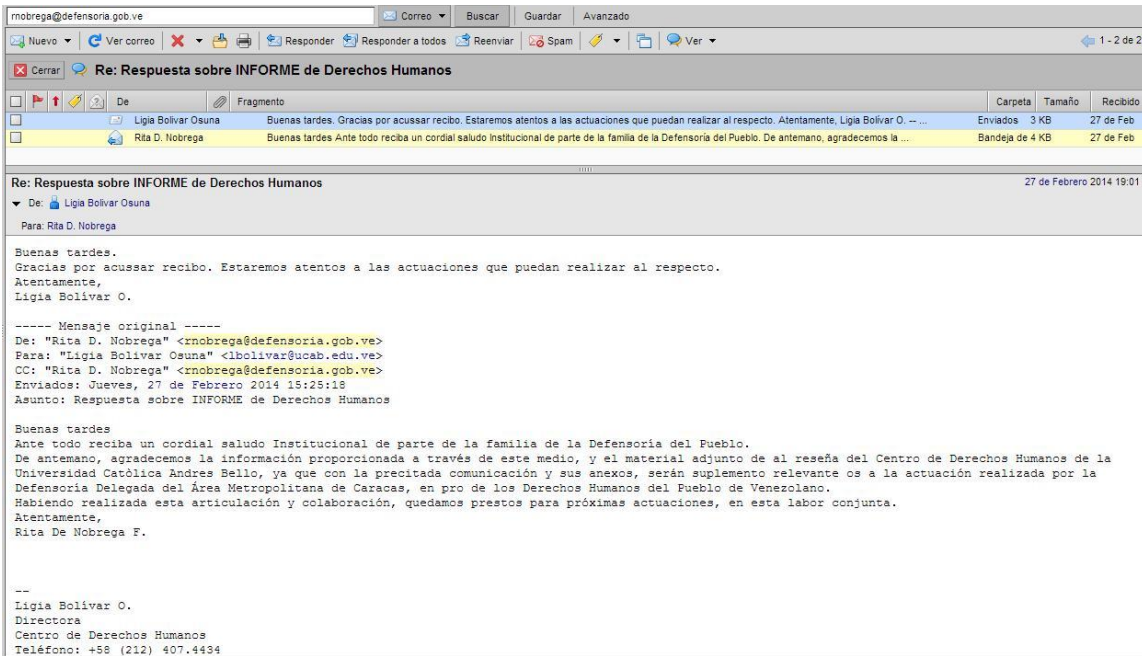 rnobrega@defensoria.gob.ve Correo Buscar Guardar Avanzado
Nuevo Ver correo Responder Responder a todos Reenviar Spam Ver 1 - 2 de 2
Cerrar Re: Respuesta sobre INFORME de Derechos Humanos
De Fragmento Carpeta Tamaño Recibido
Ligia Bolivar Osuna Buenas tardes. Gracias por acussar recibo. Estaremos atentos a las actuaciones que puedan realizar al respecto. Atentamente, Ligia Bolívar O. -- ... Enviados 3 KB 27 de Feb
Rita D. Nobrega Buenas tardes Ante todo reciba un cordial saludo Institucional de parte de la familia de la Defensoría del Pueblo. De antemano, agradecemos la ... Bandeja de 4 KB 27 de Feb
Re: Respuesta sobre INFORME de Derechos Humanos 27 de Febrero 2014 19:01
De: Ligia Bolivar Osuna
Para: Rita D. Nobrega
Buenas tardes.
Gracias por acussar recibo. Estaremos atentos a las actuaciones que puedan realizar al respecto.
Atentamente,
Ligia Bolívar O.
----- Mensaje original -----
De: "Rita D. Nobrega" <rnobrega@defensoria.gob.ve>
Para: "Ligia Bolivar Osuna" <lbolivar@ucab.edu.ve>
CC: "Rita D. Nobrega" <rnobrega@defensoria.gob.ve>
Enviados: Jueves, 27 de Febrero 2014 15:25:18
Asunto: Respuesta sobre INFORME de Derechos Humanos
Buenas tardes
Ante todo reciba un cordial saludo Institucional de parte de la familia de la Defensoría del Pueblo.
De antemano, agradecemos la información proporcionada a través de este medio, y el material adjunto de al reseña del Centro de Derechos Humanos de la
Universidad Católica Andres Bello, ya que con la precitada comunicación y sus anexos, serán suplemento relevante os a la actuación realizada por la
Defensoría Delegada del Área Metropolitana de Caracas, en pro de los Derechos Humanos del Pueblo de Venezolano.
Habiendo realizada esta articulación y colaboración, quedamos prestos para próximas actuaciones, en esta labor conjunta.
Atentamente,
Rita De Nobrega F.
--
Ligia Bolívar O.
Directora
Centro de Derechos Humanos
Teléfono: +58 (212) 407.4434